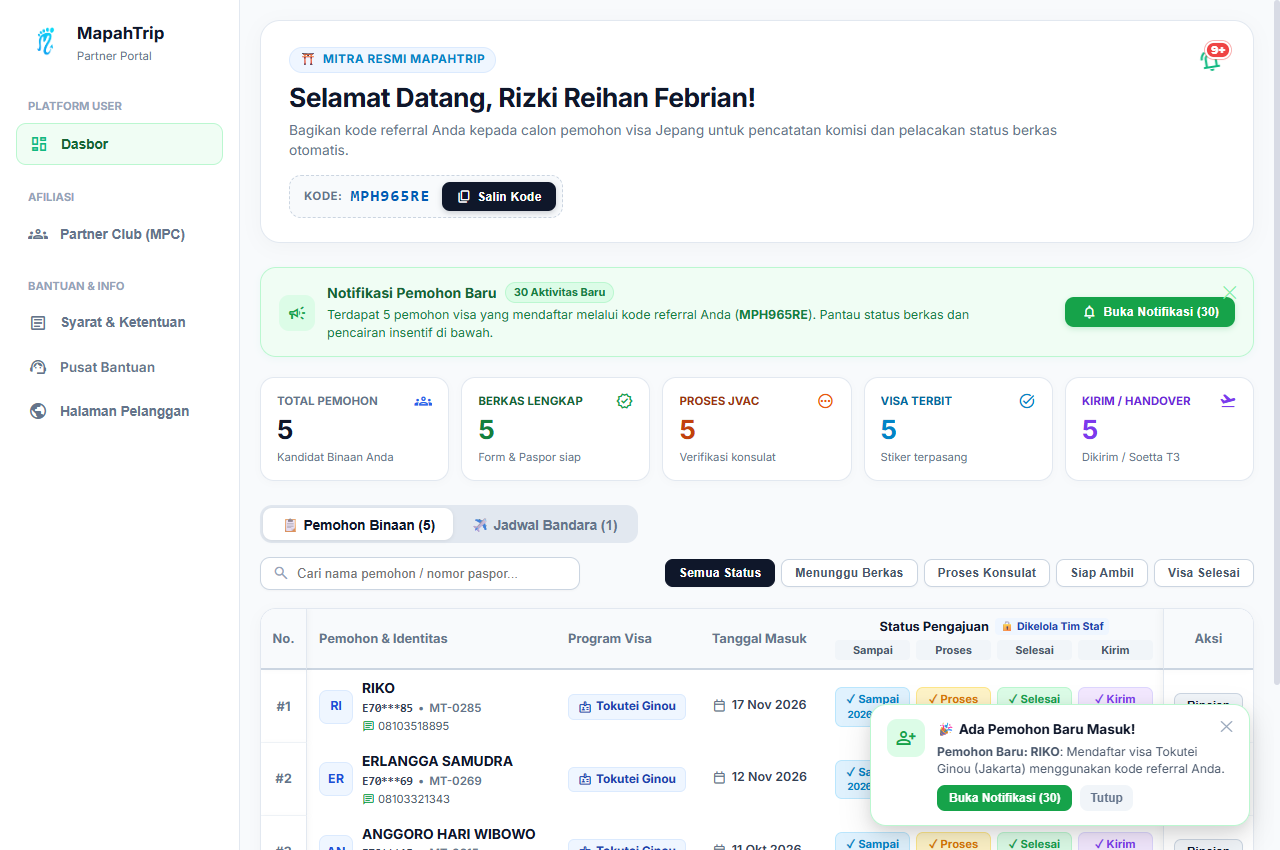 MapahTrip
Partner Portal
PLATFORM USER
Dasbor
AFILIASI
Partner Club (MPC)
BANTUAN & INFO
Syarat & Ketentuan
Pusat Bantuan
Halaman Pelanggan
MITRA RESMI MAPAHTRIP
9+
Selamat Datang, Rizki Reihan Febrian!
Bagikan kode referral Anda kepada calon pemohon visa Jepang untuk pencatatan komisi dan pelacakan status berkas
otomatis.
KODE: MPH965RE Salin Kode
Notifikasi Pemohon Baru 30 Aktivitas Baru
Terdapat 5 pemohon visa yang mendaftar melalui kode referral Anda (MPH965RE). Pantau status berkas dan
pencairan insentif di bawah.
Buka Notifikasi (30)
TOTAL PEMOHON
5
Kandidat Binaan Anda
BERKAS LENGKAP
5
Form & Paspor siap
PROSES JVAC
5
Verifikasi konsulat
VISA TERBIT
5
Stiker terpasang
KIRIM / HANDOVER
5
Dikirim / Soetta T3
Pemohon Binaan (5) Jadwal Bandara (1)
Cari nama pemohon / nomor paspor...
Semua Status Menunggu Berkas Proses Konsulat Siap Ambil Visa Selesai
No. Pemohon & Identitas Program Visa Tanggal Masuk Status Pengajuan Dikelola Tim Staf Aksi
Sampai Proses Selesai Kirim
#1 RI RIKO
E70***85 • MT-0285
08103518895
Tokutei Ginou 17 Nov 2026
✓ Sampai ✓ Proses ✓ Selesai ✓ Kirim
2026
#2 ER ERLANGGA SAMUDRA
E70***69 • MT-0269
08103321343
Tokutei Ginou 12 Nov 2026
✓ Sa
2026
ANGGORO HARI WIBOWO
✓ Sampai ✓ Proses ✓ Selesai ✓ Kirim
Ada Pemohon Baru Masuk!
Pemohon Baru: RIKO: Mendaftar visa Tokutei
Ginou (Jakarta) menggunakan kode referral Anda.
Buka Notifikasi (30) Tutup